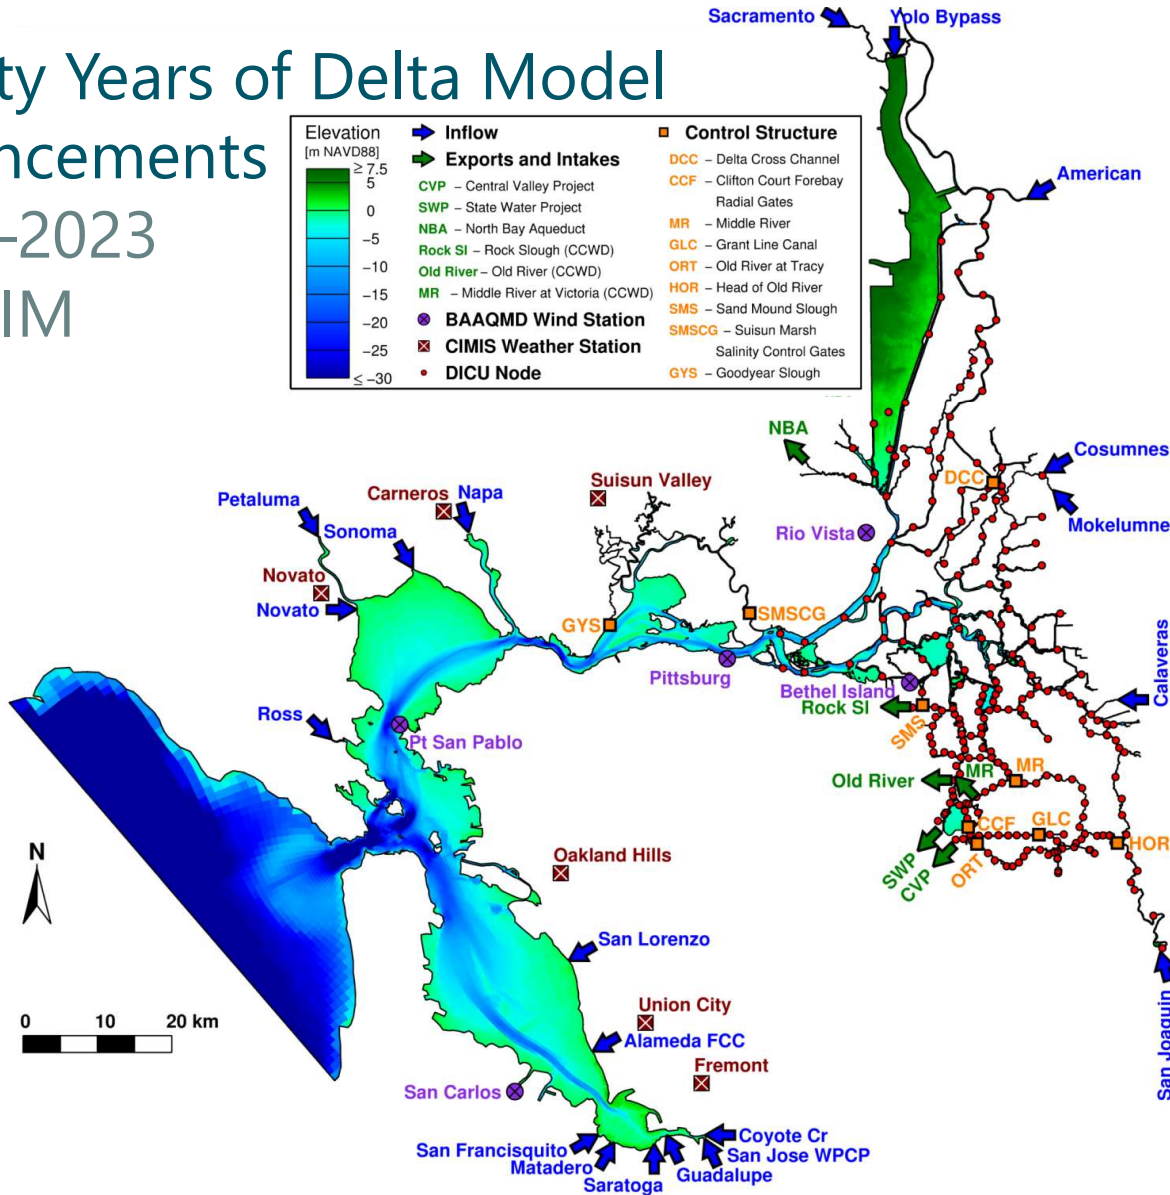 ty Years of Delta Model
ncements
-2023
IM
Elevation
[m NAVD88]
≥ 7.5
5
0
−5
−10
−15
−20
−25
≤ −30
Inflow
Exports and Intakes
CVP – Central Valley Project
SWP – State Water Project
NBA – North Bay Aqueduct
Rock Sl – Rock Slough (CCWD)
Old River – Old River (CCWD)
MR – Middle River at Victoria (CCWD)
BAAQMD Wind Station
CIMIS Weather Station
DICU Node
Control Structure
DCC – Delta Cross Channel
CCF – Clifton Court Forebay
Radial Gates
MR – Middle River
GLC – Grant Line Canal
ORT – Old River at Tracy
HOR – Head of Old River
SMS – Sand Mound Slough
SMSCG – Suisun Marsh
Salinity Control Gates
GYS – Goodyear Slough
Sacramento
Yolo Bypass
American
NBA
Cosumnes
DCC
Mokelumne
Suisun Valley
Carneros
Napa
Petaluma
Sonoma
Rio Vista
Novato
Novato
GYS
SMSCG
Calaveras
Pittsburg
Bethel Island
Rock Sl
SMS
Ross
Pt San Pablo
Old River
MR
MR
CCF
GLC
HOR
SWP
CVP
ORT
N
Oakland Hills
San Lorenzo
San Joaquin
Union City
0 10 20 km
Alameda FCC
Fremont
San Carlos
Coyote Cr
San Francisquito
San Jose WPCP
Matadero
Guadalupe
Saratoga